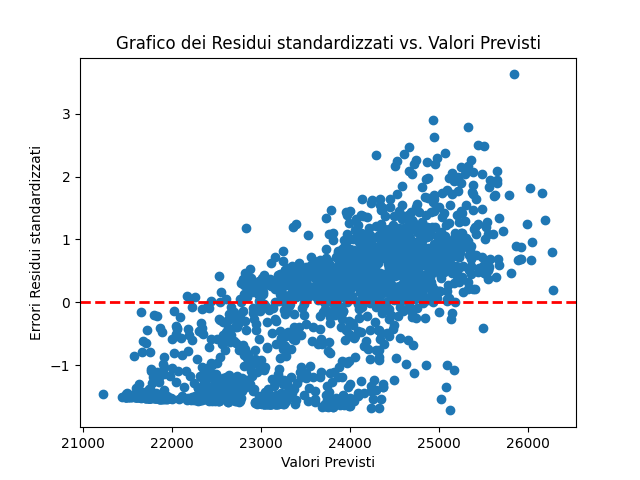 Grafico dei Residui standardizzati vs. Valori Previsti
Errori Residui standardizzati
3
2
1
0
−1
21000 22000 23000 24000 25000 26000
Valori Previsti